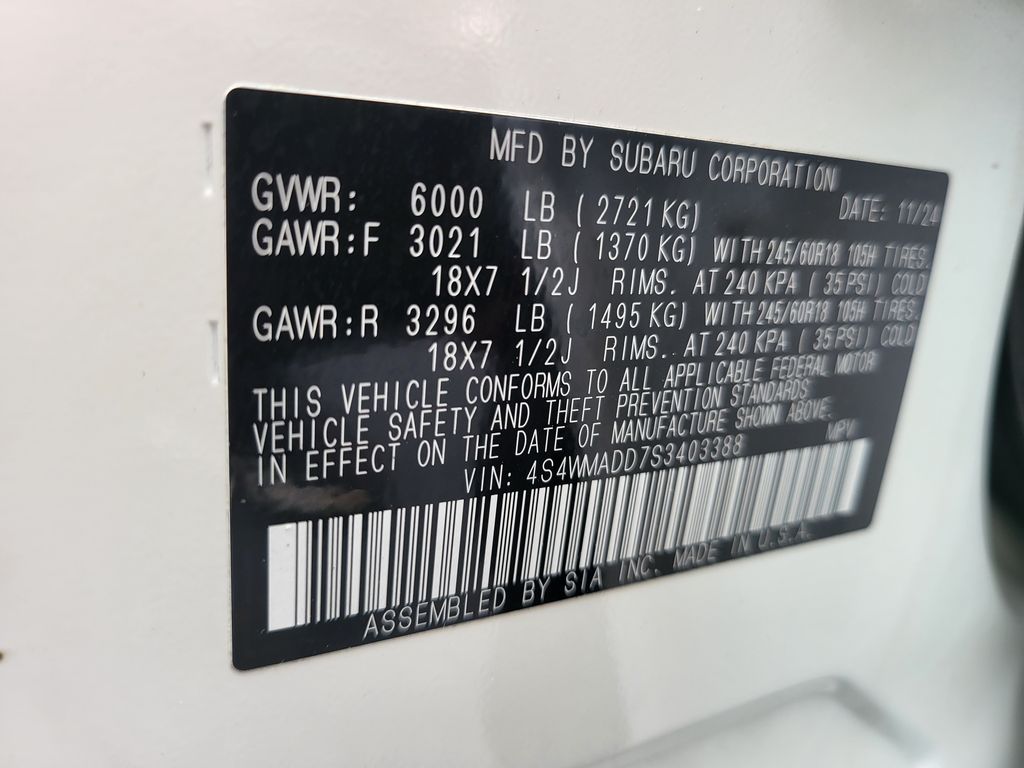 MFD BY SUBARU CORPORATION
GVWR: 6000 LB ( 2721 KG) DATE: 11/24
GAWR:F 3021 LB ( 1370 KG) WITH 245/60R18 105H TIRES.
18X7 1/2J RIMS. AT 240 KPA ( 35 PSI) COLD
GAWR:R 3296 LB ( 1495 KG) WITH 245/60R18 105H TIRES.
18X7 1/2J RIMS. AT 240 KPA ( 35 PSI) COLD
THIS VEHICLE CONFORMS TO ALL APPLICABLE FEDERAL MOTOR
VEHICLE SAFETY AND THEFT PREVENTION STANDARDS
IN EFFECT ON THE DATE OF MANUFACTURE SHOWN ABOVE.
VIN: 4S4WMADD7S3403388 MPV
ASSEMBLED BY SIA INC. MADE IN U.S.A.